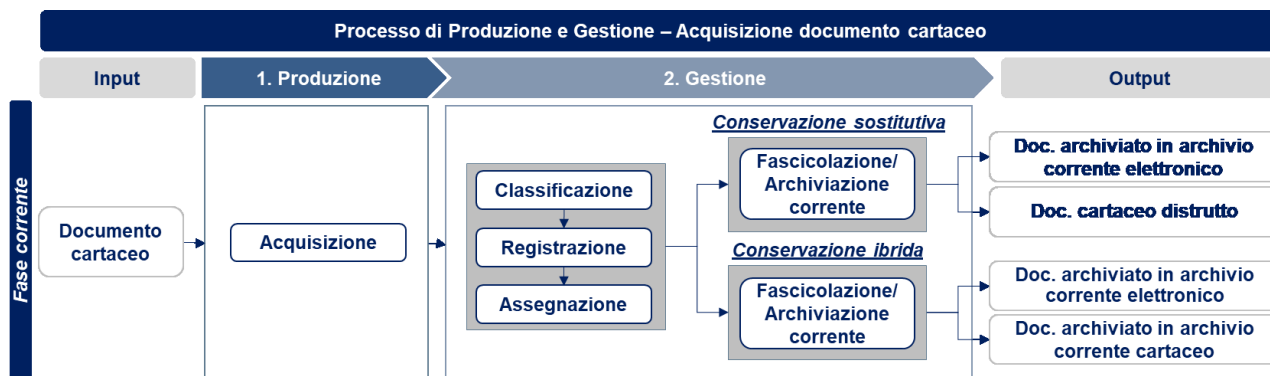 Processo di Produzione e Gestione – Acquisizione documento cartaceo
Input
1. Produzione
2. Gestione
Output
Fase corrente
Documento
cartaceo
Acquisizione
Classificazione
Registrazione
Assegnazione
Conservazione sostitutiva
Fascicolazione/
Archiviazione
corrente
Conservazione ibrida
Fascicolazione/
Archiviazione
corrente
Doc. archiviato in archivio
corrente elettronico
Doc. cartaceo distrutto
Doc. archiviato in archivio
corrente elettronico
Doc. archiviato in archivio
corrente cartaceo